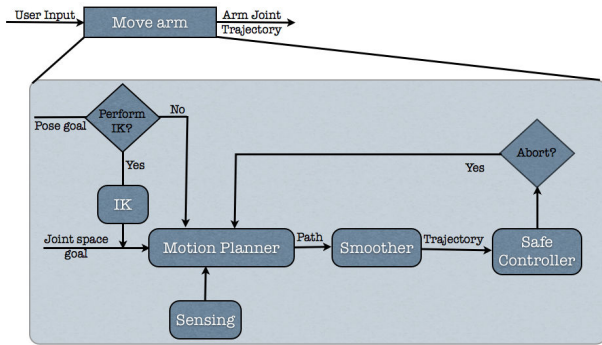 User Input
Move arm
Arm Joint
Trajectory
Perform
IK?
No
Pose goal
Yes
Abort?
Yes
IK
Joint space
goal
Motion Planner
Path
Smoother
Trajectory
Safe
Controller
Sensing